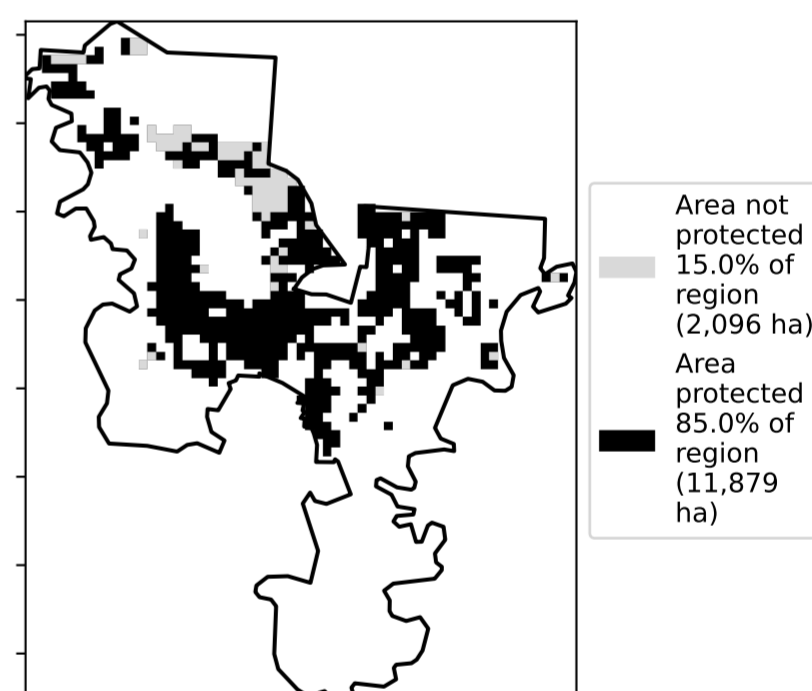 Area not
protected
15.0% of
region
(2,096 ha)
Area
protected
85.0% of
region
(11,879
ha)